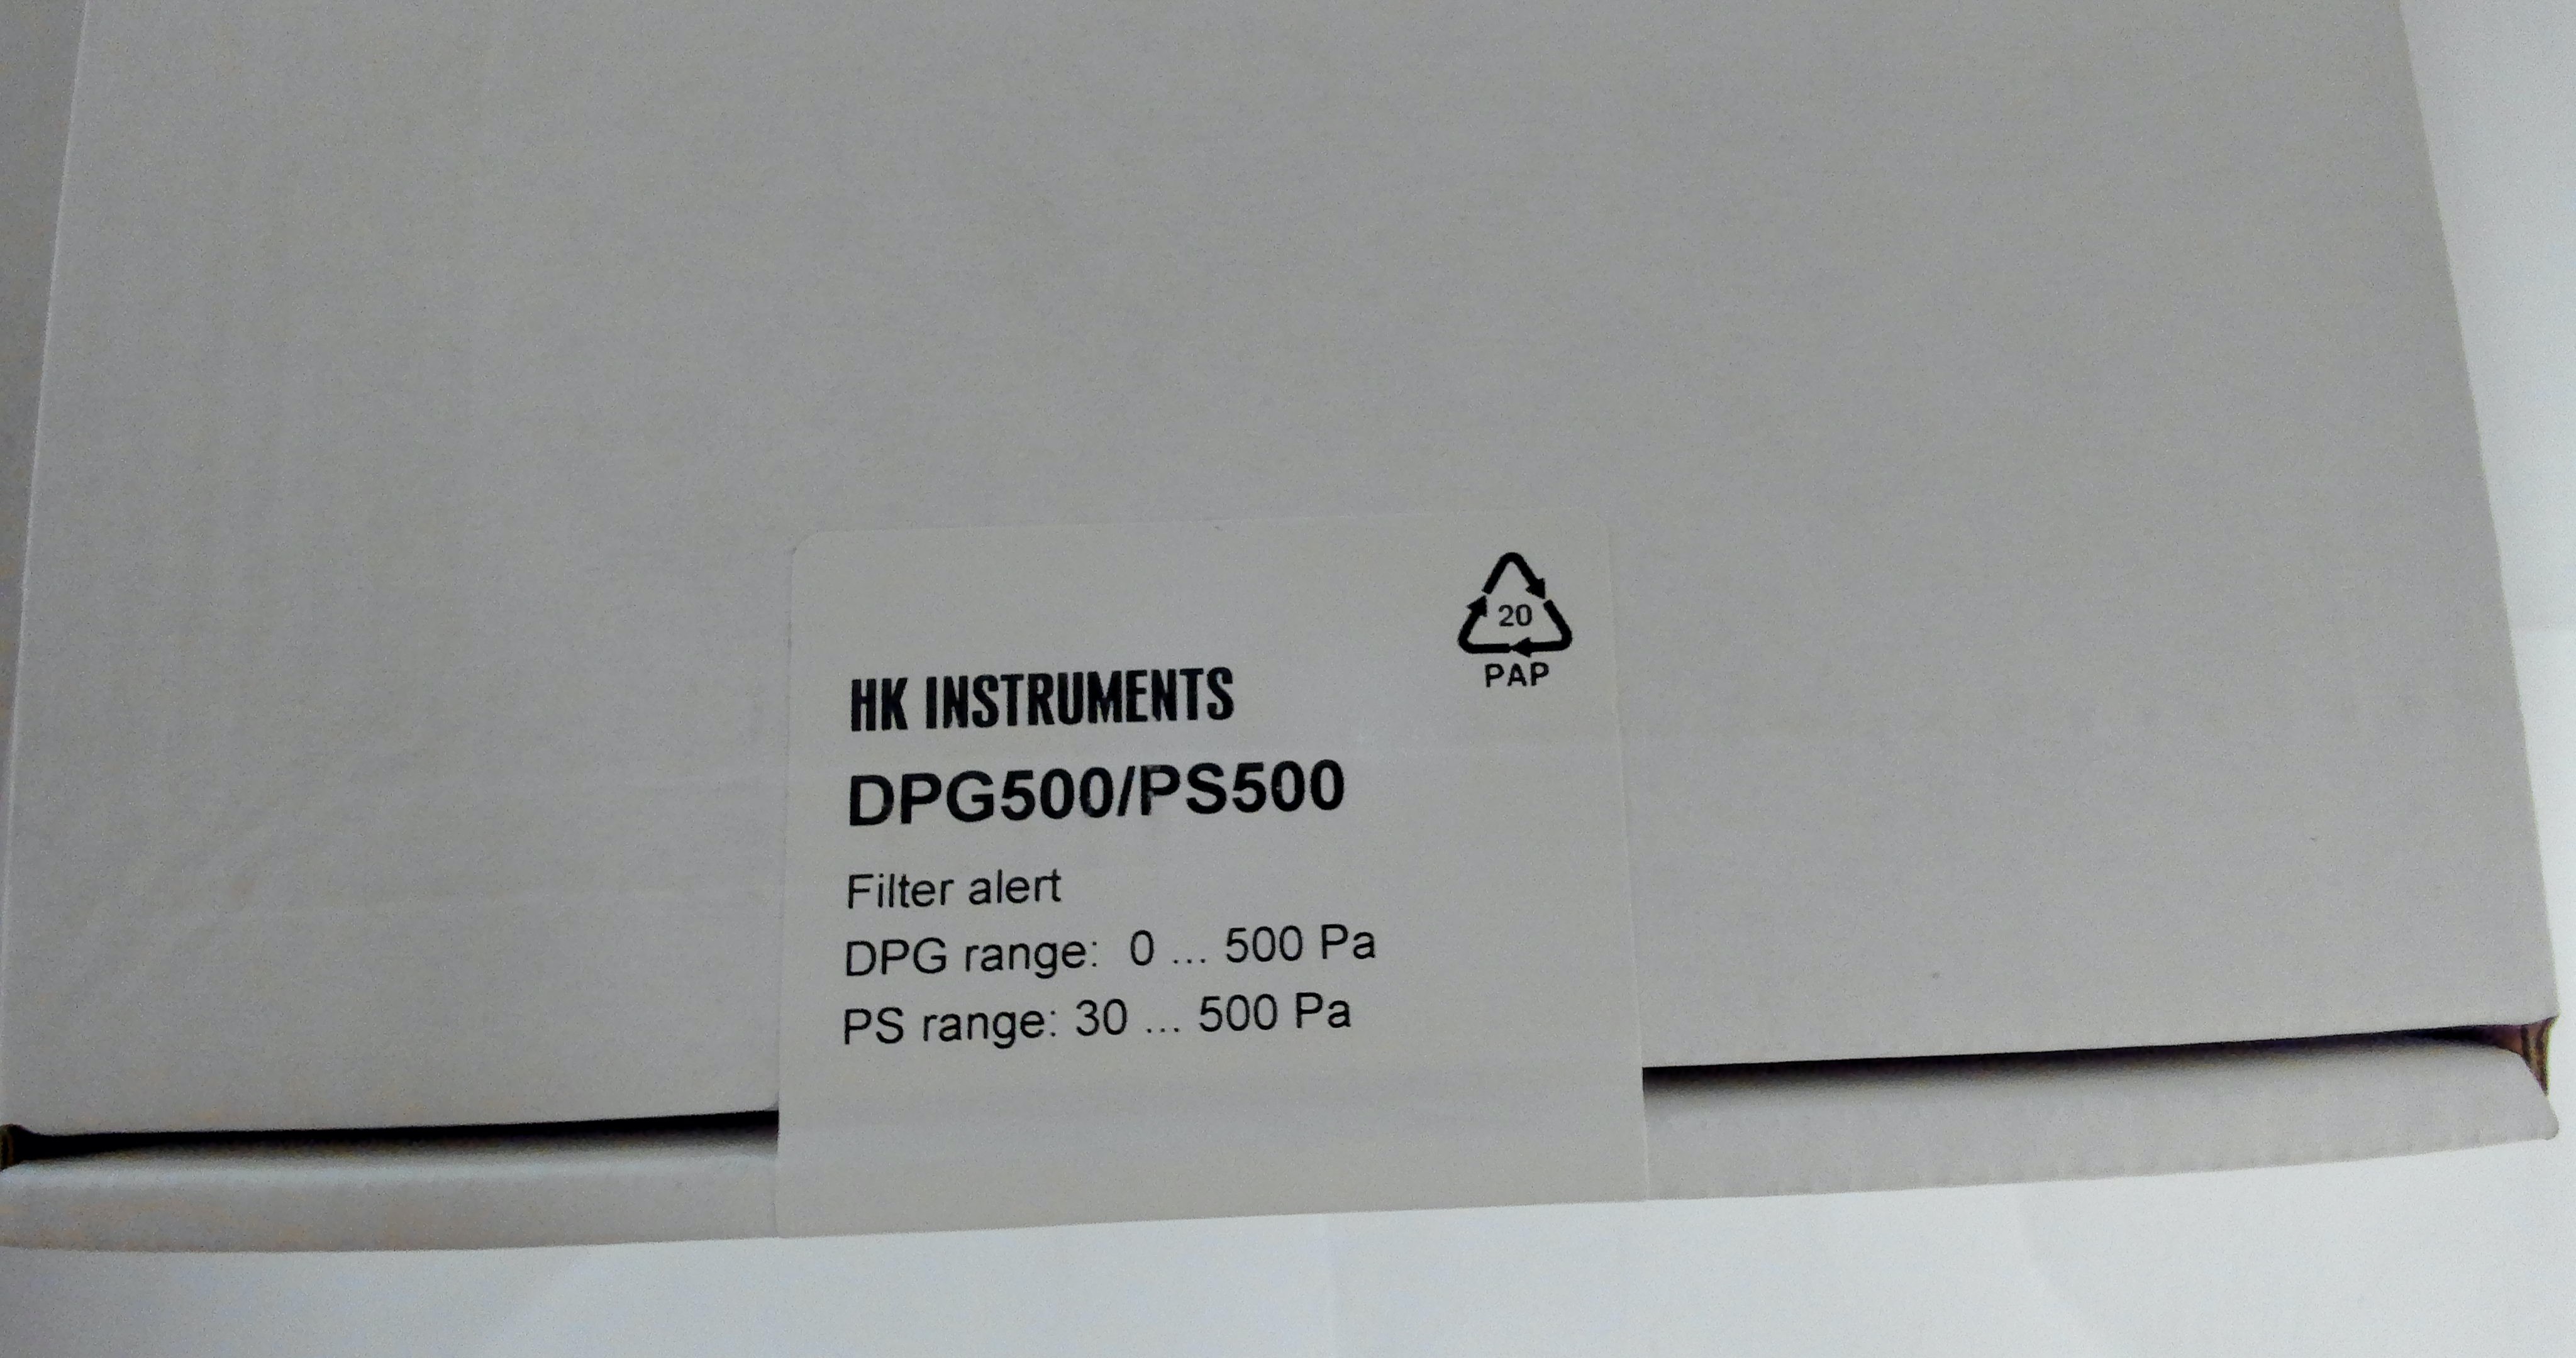 20
PAP
HK INSTRUMENTS
DPG500/PS500
Filter alert
DPG range: 0 ... 500 Pa
PS range: 30 ... 500 Pa